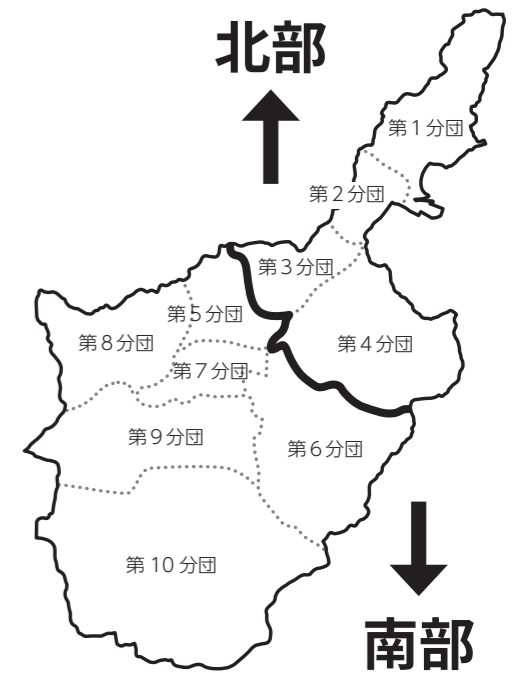 北部
第１分団
第２分団
第３分団
第５分団
第４分団
第８分団
第７分団
第９分団
第６分団
第 10 分団
南部